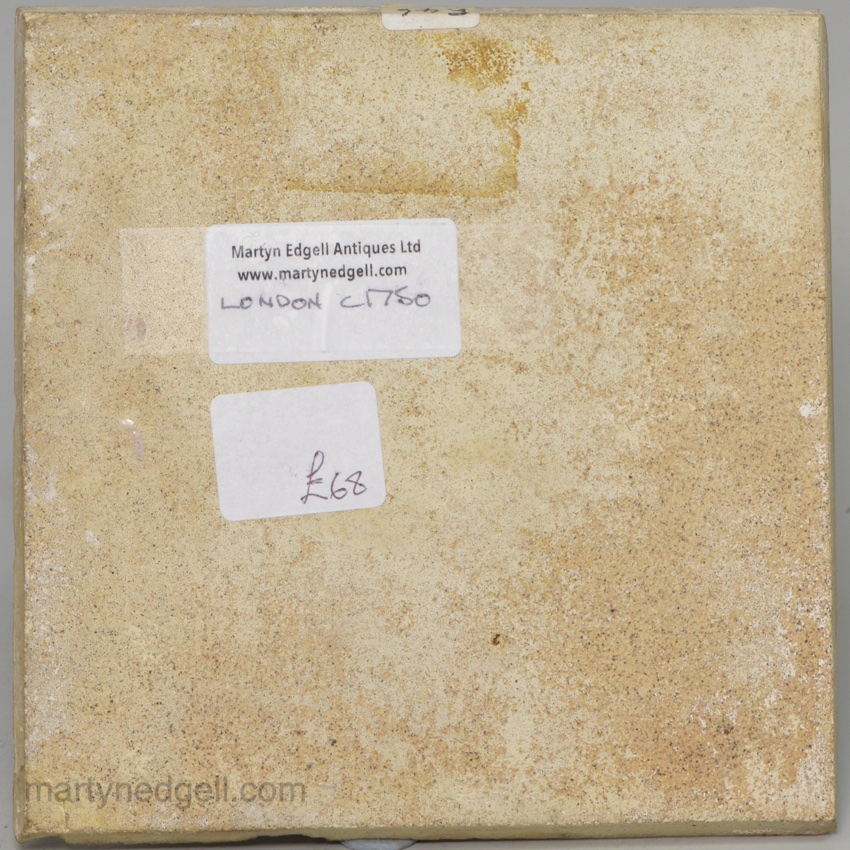 Martyn Edgell Antiques Ltd
www.martynedgell.com
LONDON C1750
£68
martynedgell.com